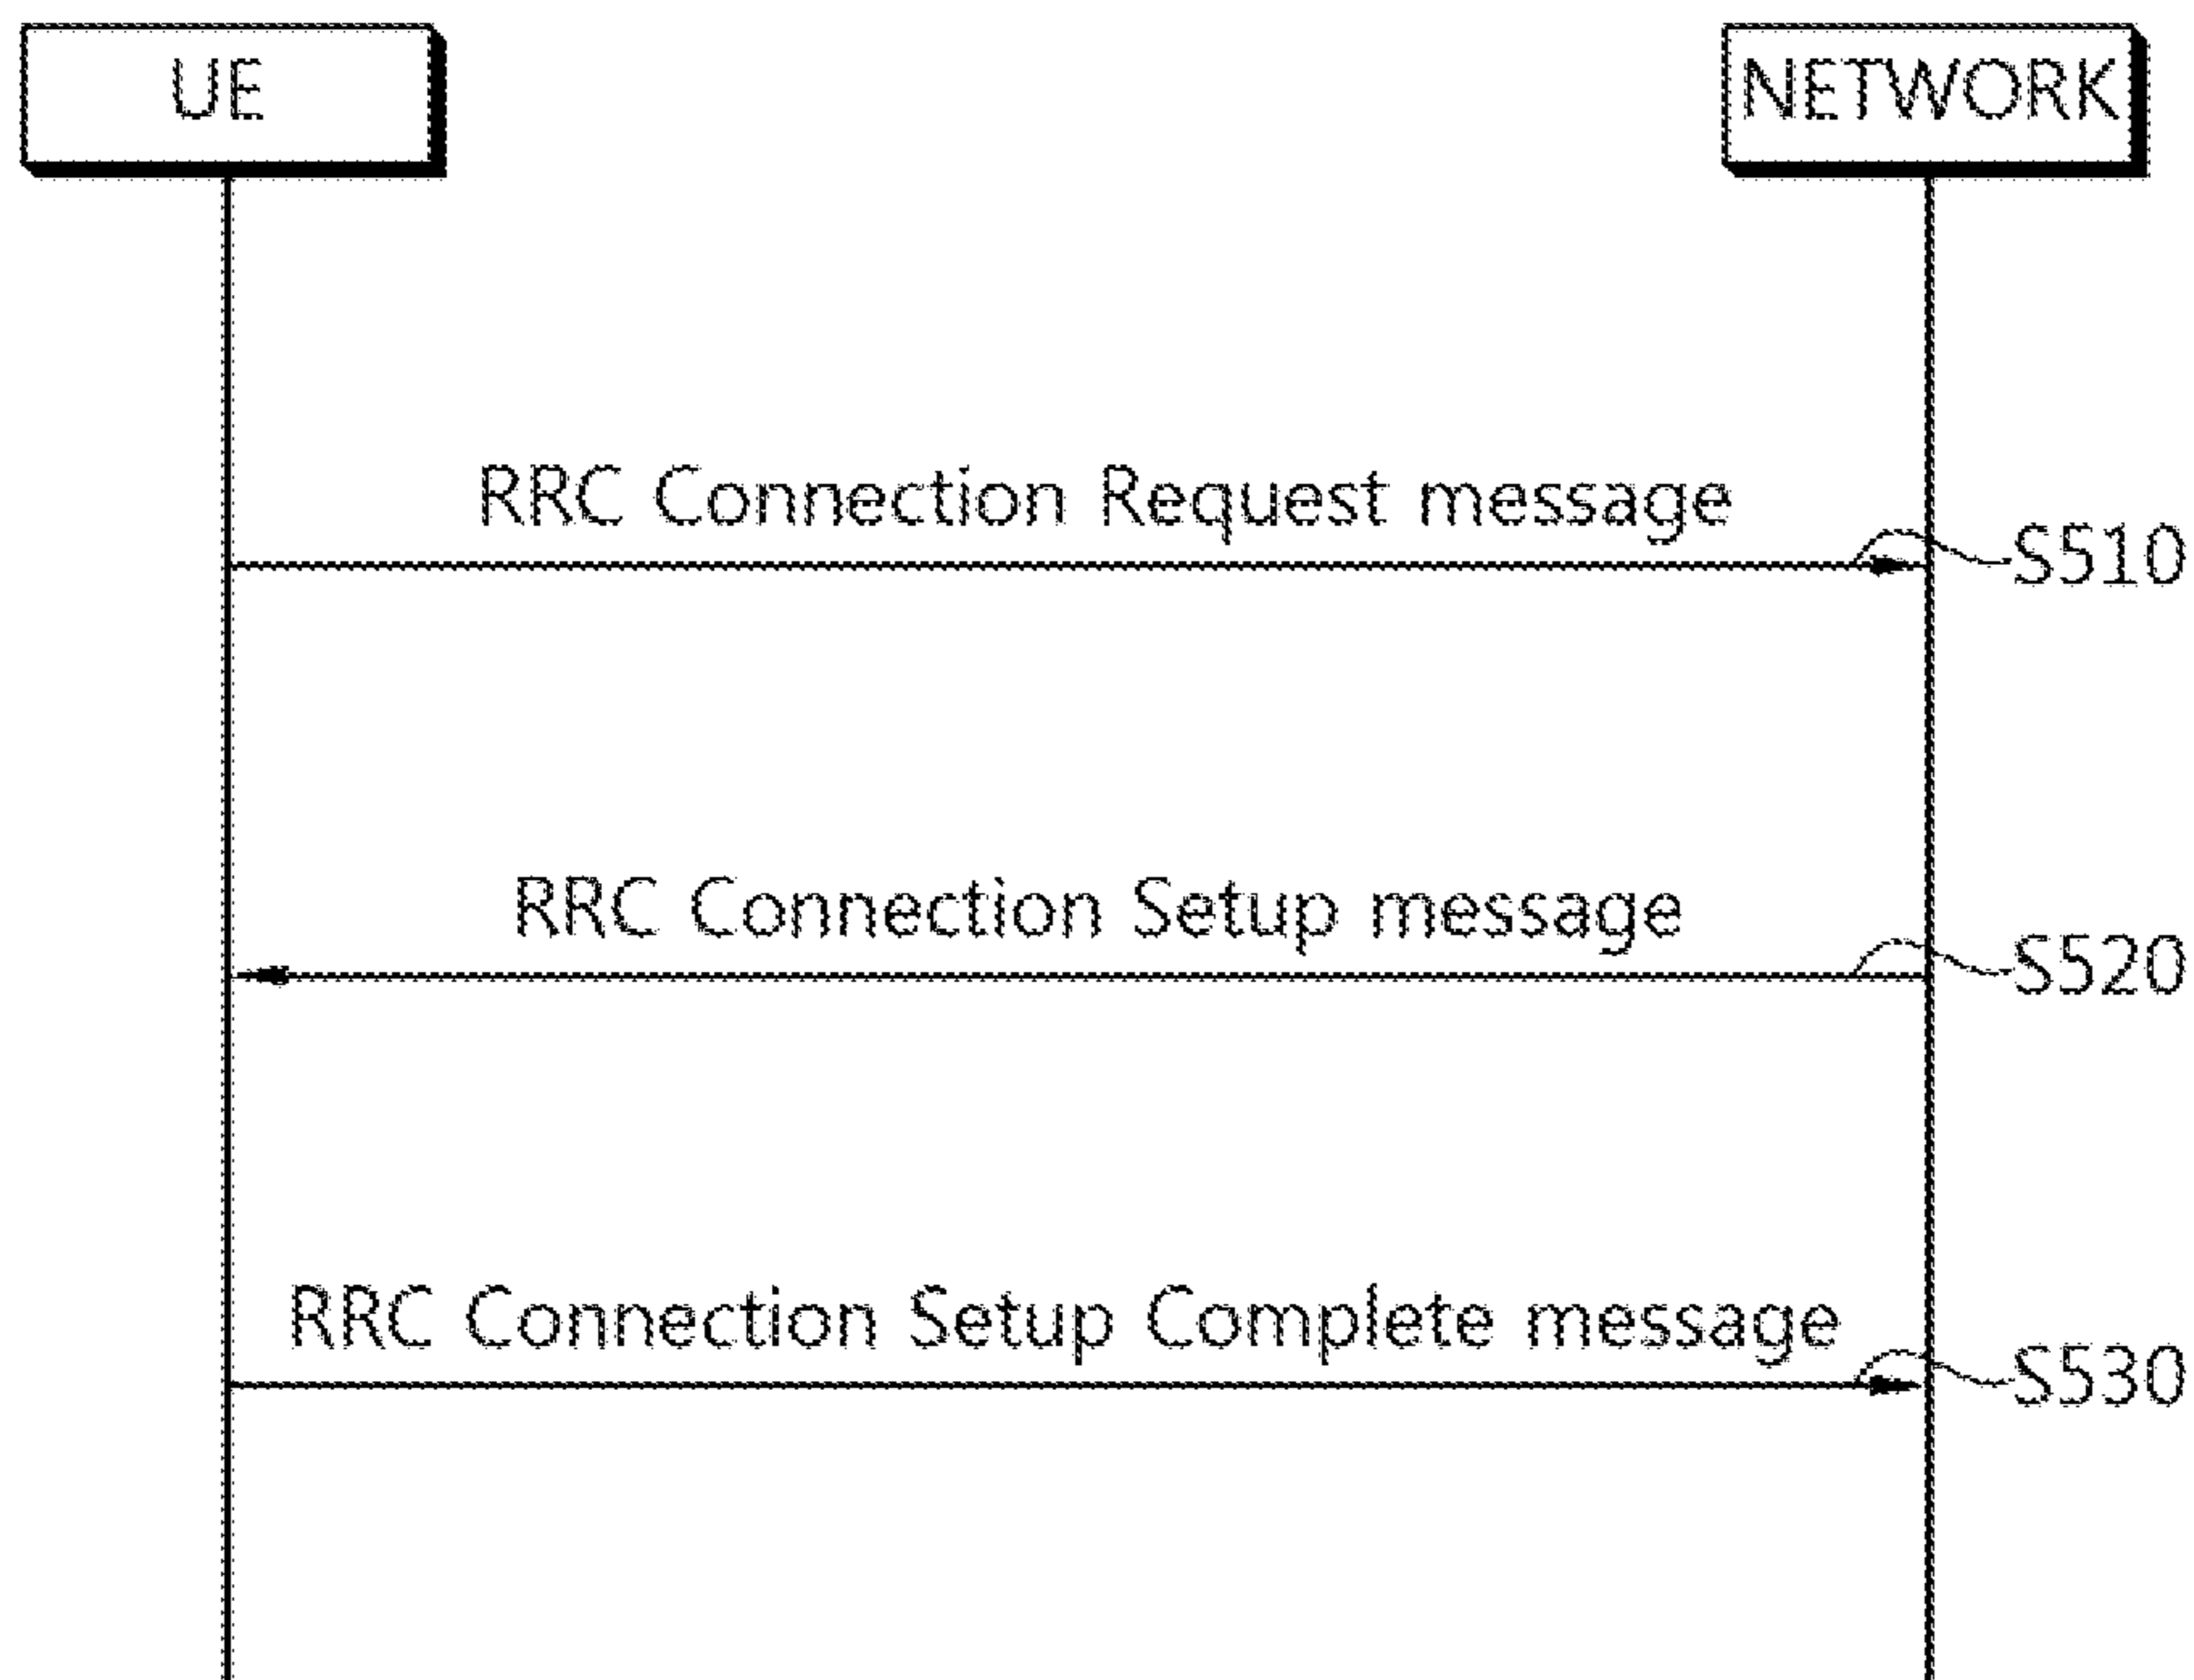 UE
NETWORK
RRC Connection Request message
S510
RRC Connection Setup message
S520
RRC Connection Setup Complete message
S530